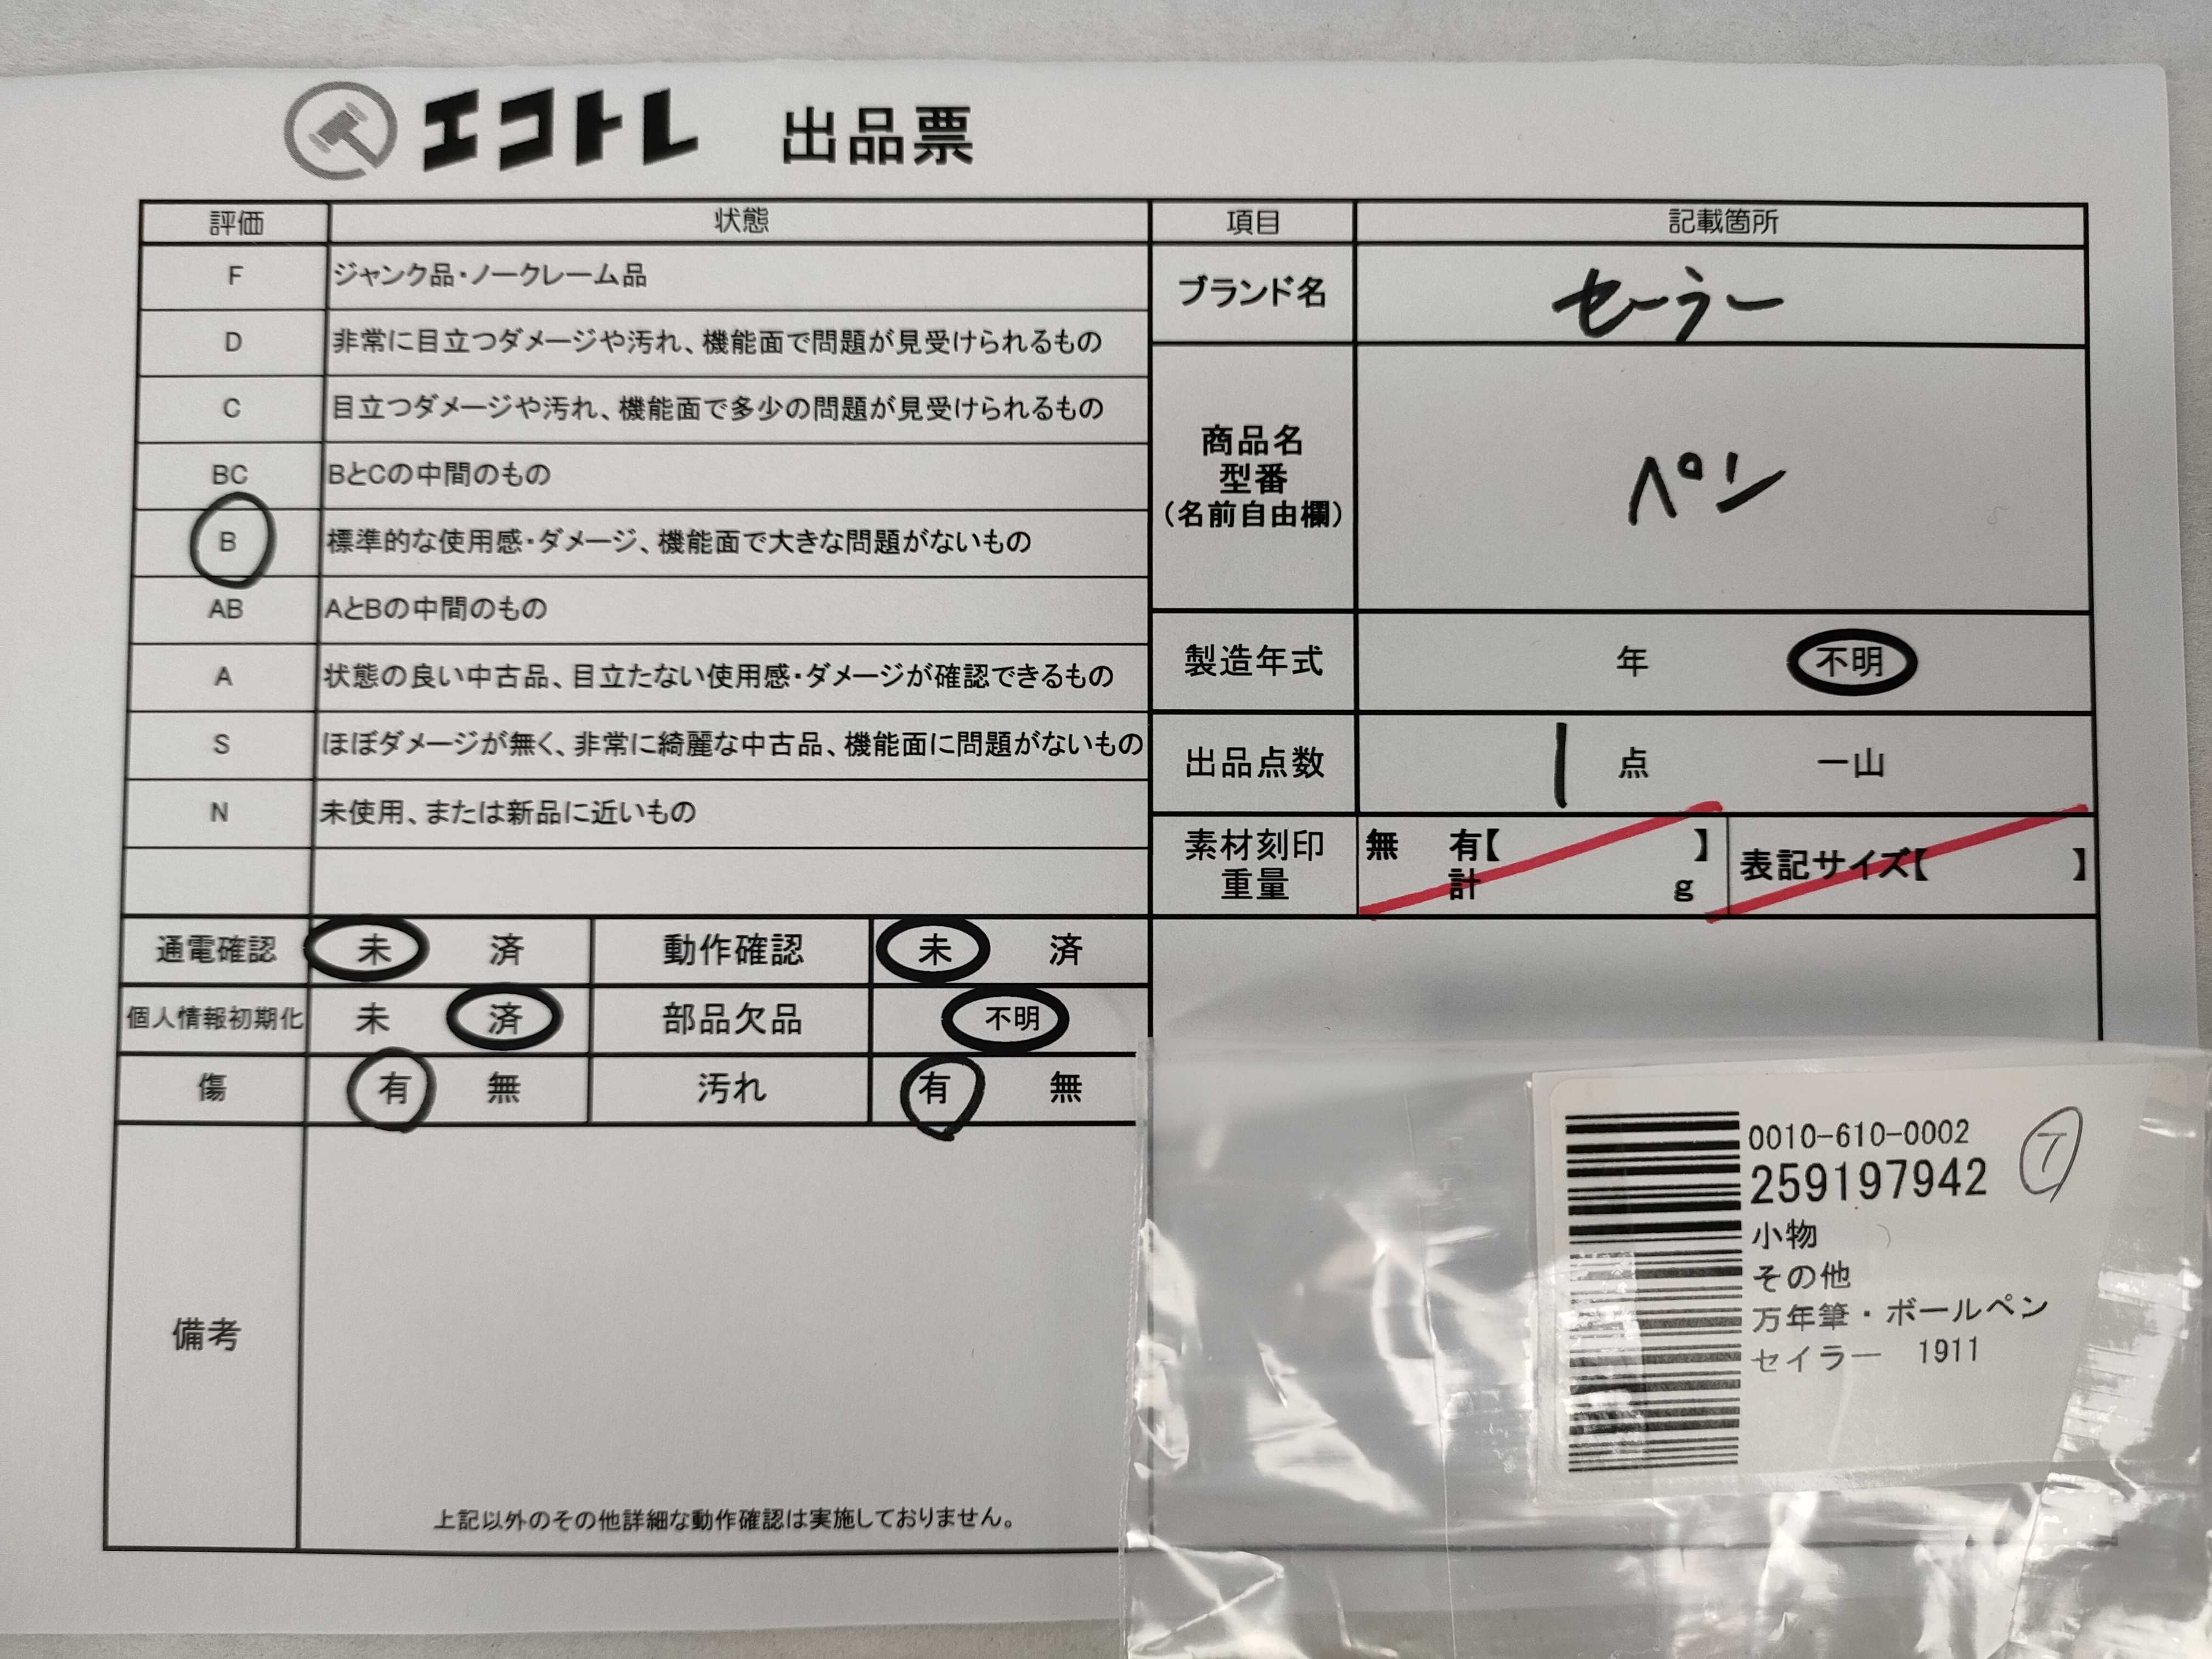 エコトレ 出品票
評価 状態
F ジャンク品・ノークレーム品
D 非常に目立つダメージや汚れ、機能面で問題が見受けられるもの
C 目立つダメージや汚れ、機能面で多少の問題が見受けられるもの
BC BとCの中間のもの
B 標準的な使用感・ダメージ、機能面で大きな問題がないもの
AB AとBの中間のもの
A 状態の良い中古品、目立たない使用感・ダメージが確認できるもの
S ほぼダメージが無く、非常に綺麗な中古品、機能面に問題がないもの
N 未使用、または新品に近いもの
項目 記載箇所
ブランド名 セーラー
商品名
型番
(名前自由欄)
ペン
製造年式 年 不明
出品点数 1 点 一山
素材刻印
重量
無 有【 】
計 g
表記サイズ【 】
通電確認 未 済 動作確認 未 済
個人情報初期化 未 済 部品欠品 不明
傷 有 無 汚れ 有 無
備考
上記以外のその他詳細な動作確認は実施しておりません。
0010-610-0002
259197942
小物
その他
万年筆・ボールペン
セイラー 1911